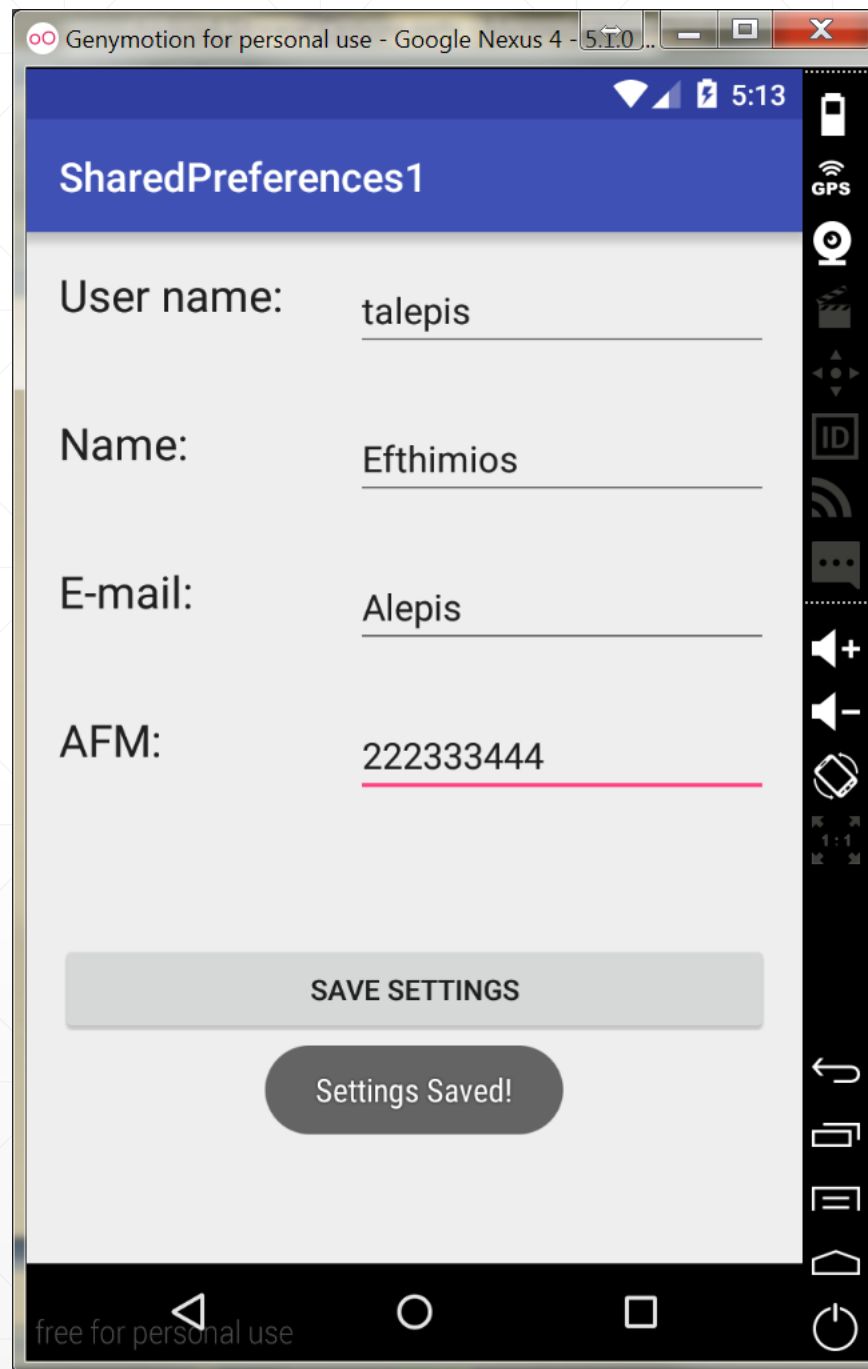 Genymotion for personal use - Google Nexus 4 - 5.1.0 ...
5:13
SharedPreferences1
GPS
User name:
talepis
Name:
Efthimios
ID
E-mail:
Alepis
AFM:
222333444
1:1
SAVE SETTINGS
Settings Saved!
free for personal use